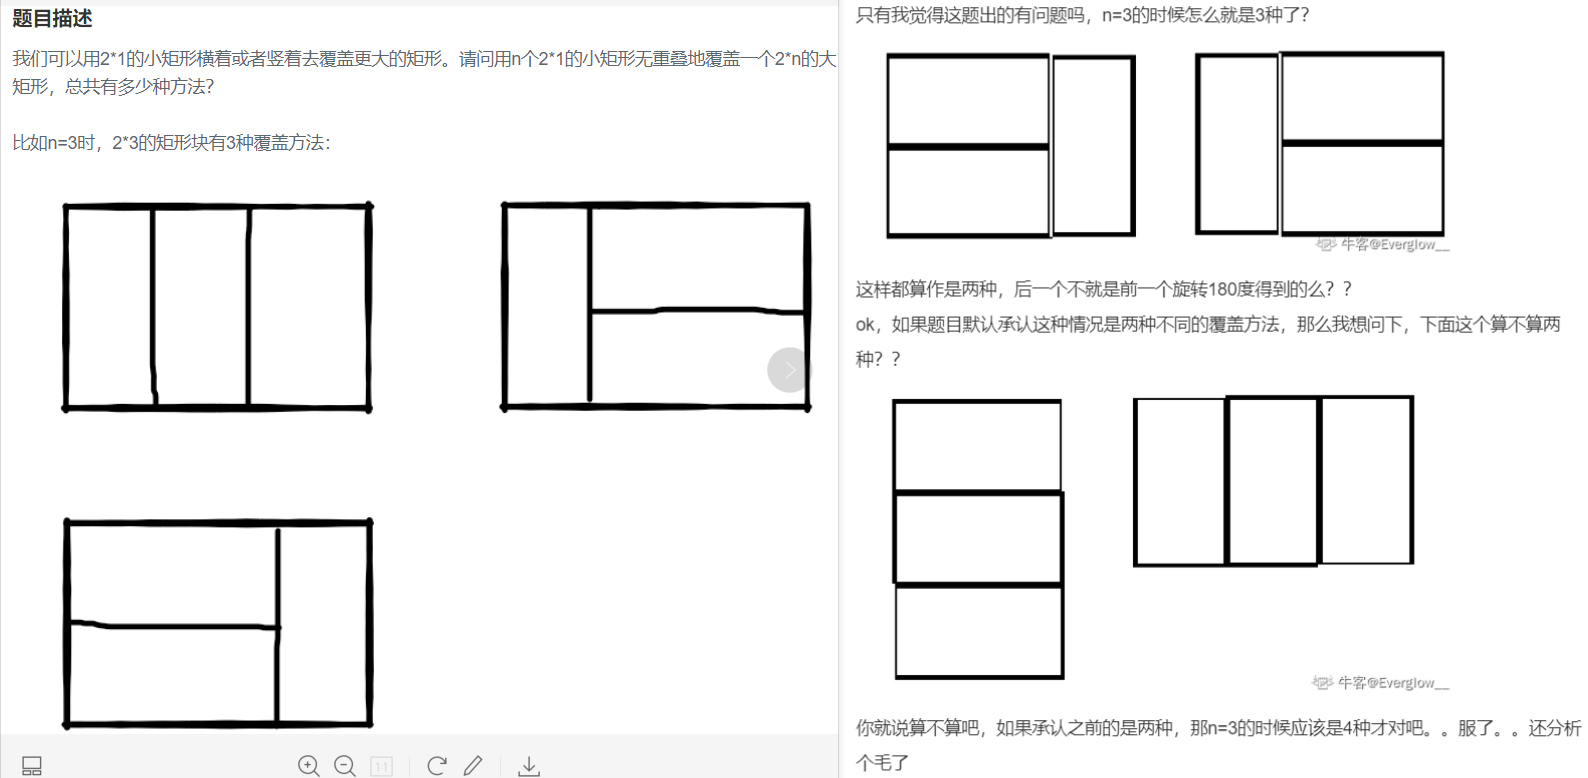 题目描述
我们可以用2*1的小矩形横着或者竖着去覆盖更大的矩形。请问用n个2*1的小矩形无重叠地覆盖一个2*n的大
矩形，总共有多少种方法？
比如n=3时，2*3的矩形块有3种覆盖方法：
1:1
只有我觉得这题出的有问题吗，n=3的时候怎么就是3种了？
牛客@Everglow__
这样都算作是两种，后一个不就是前一个旋转180度得到的么？？
ok，如果题目默认承认这种情况是两种不同的覆盖方法，那么我想问下，下面这个算不算两
种？？
牛客@Everglow__
你就说算不算吧，如果承认之前的是两种，那n=3的时候应该是4种才对吧。。服了。。还分析
个毛了